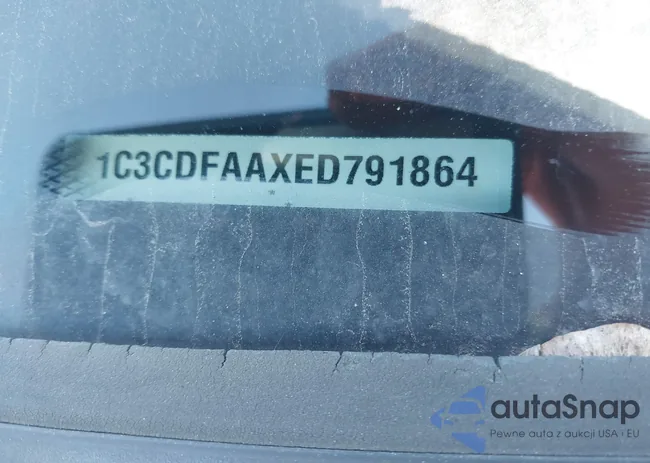 1C3CDFAAXED791864
autaSnap
Pewne auta z aukcji USA i EU